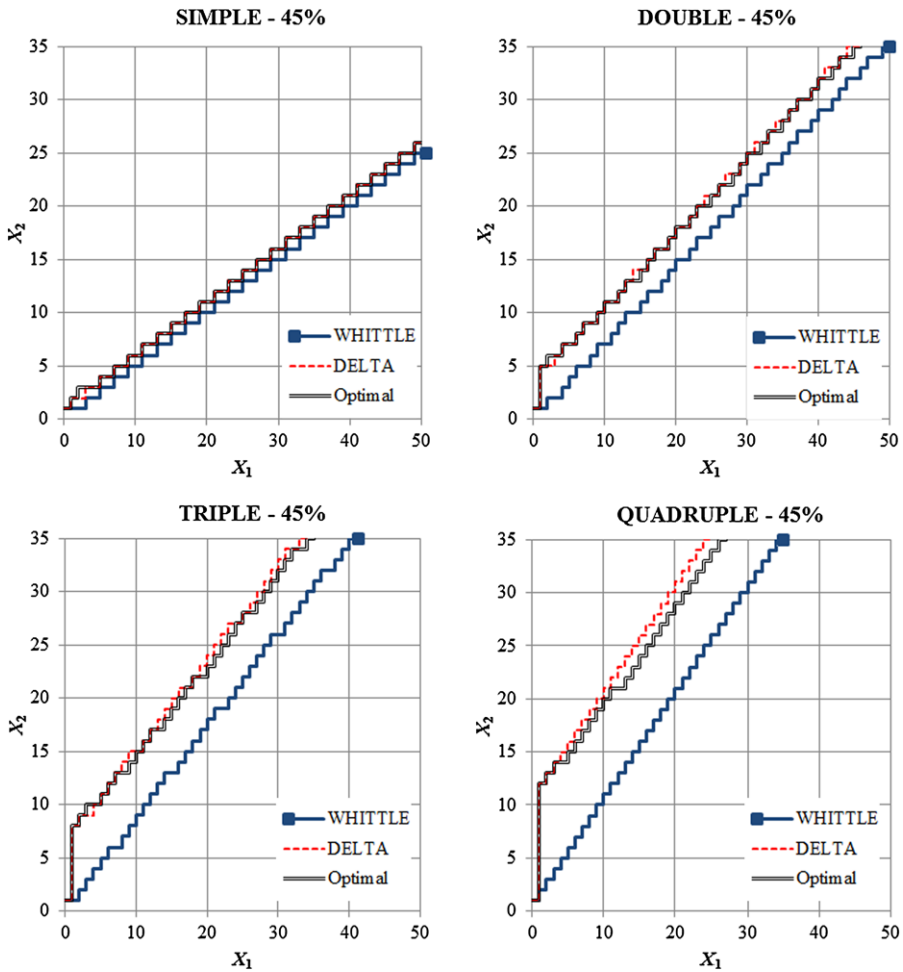 SIMPLE - 45%
35
30
25
20
15
10
5
0
X2
0 10 20 30 40 50
X1
WHITTLE
DELTA
Optimal
DOUBLE - 45%
35
30
25
20
15
10
5
0
X2
0 10 20 30 40 50
X1
WHITTLE
DELTA
Optimal
TRIPLE - 45%
35
30
25
20
15
10
5
0
X2
0 10 20 30 40 50
X1
WHITTLE
DELTA
Optimal
QUADRUPLE - 45%
35
30
25
20
15
10
5
0
X2
0 10 20 30 40 50
X1
WHITTLE
DELTA
Optimal